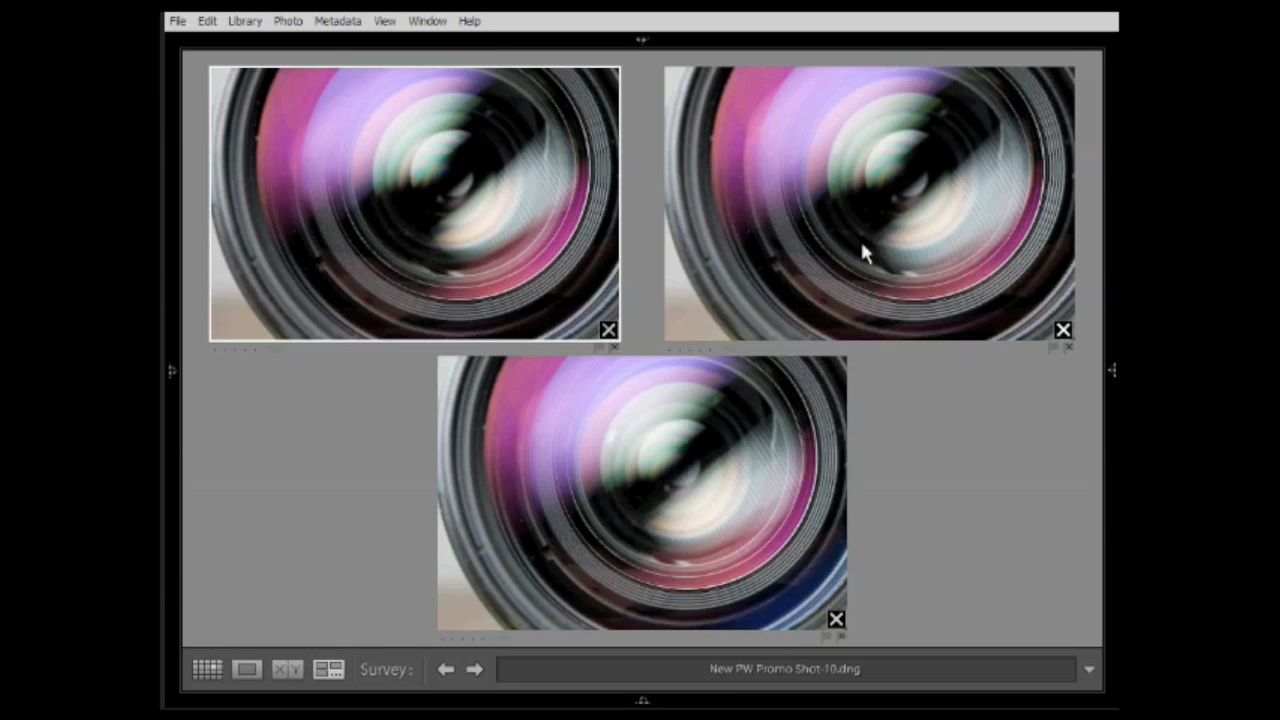 File Edit Library Photo Metadata View Window Help
X Y Survey : New PW Promo Shot-10.dng